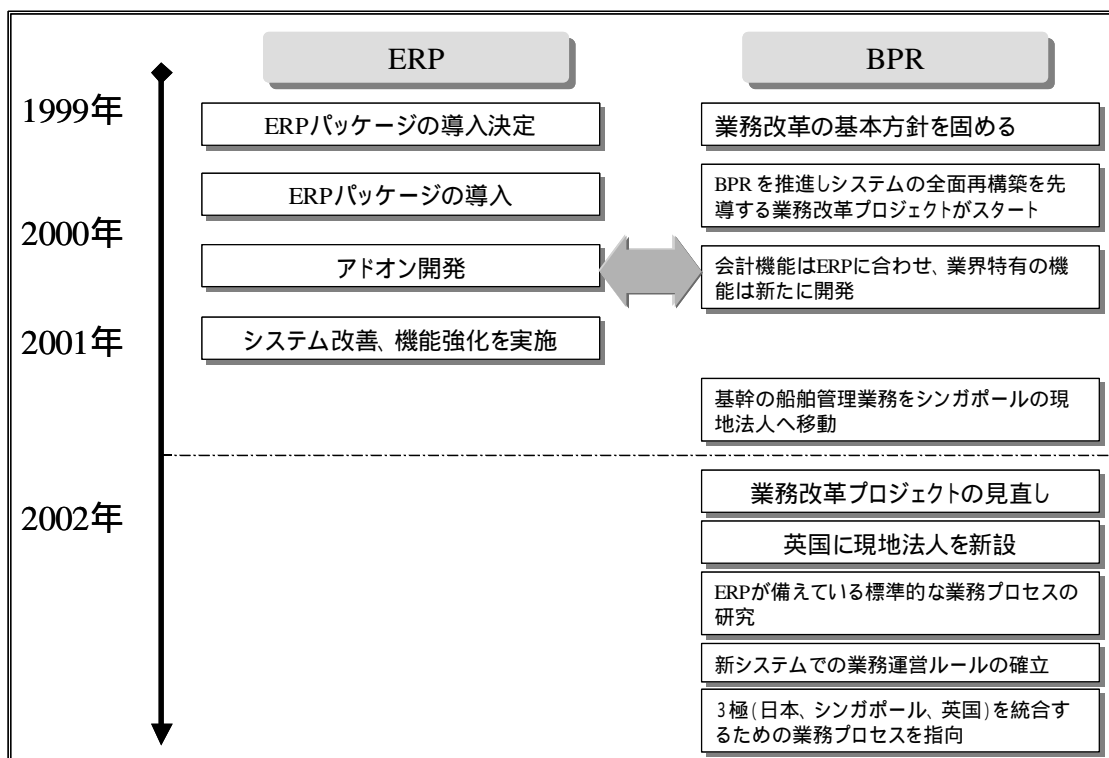 ERP
BPR
1999年
ERPパッケージの導入決定
業務改革の基本方針を固める
ERPパッケージの導入
BPRを推進しシステムの全面再構築を先
導する業務改革プロジェクトがスタート
2000年
アドオン開発
会計機能はERPに合わせ、業界特有の機
能は新たに開発
2001年
システム改善、機能強化を実施
基幹の船舶管理業務をシンガポールの現
地法人へ移動
2002年
業務改革プロジェクトの見直し
英国に現地法人を新設
ERPが備えている標準的な業務プロセスの
研究
新システムでの業務運営ルールの確立
3極(日本、シンガポール、英国)を統合す
るための業務プロセスを指向